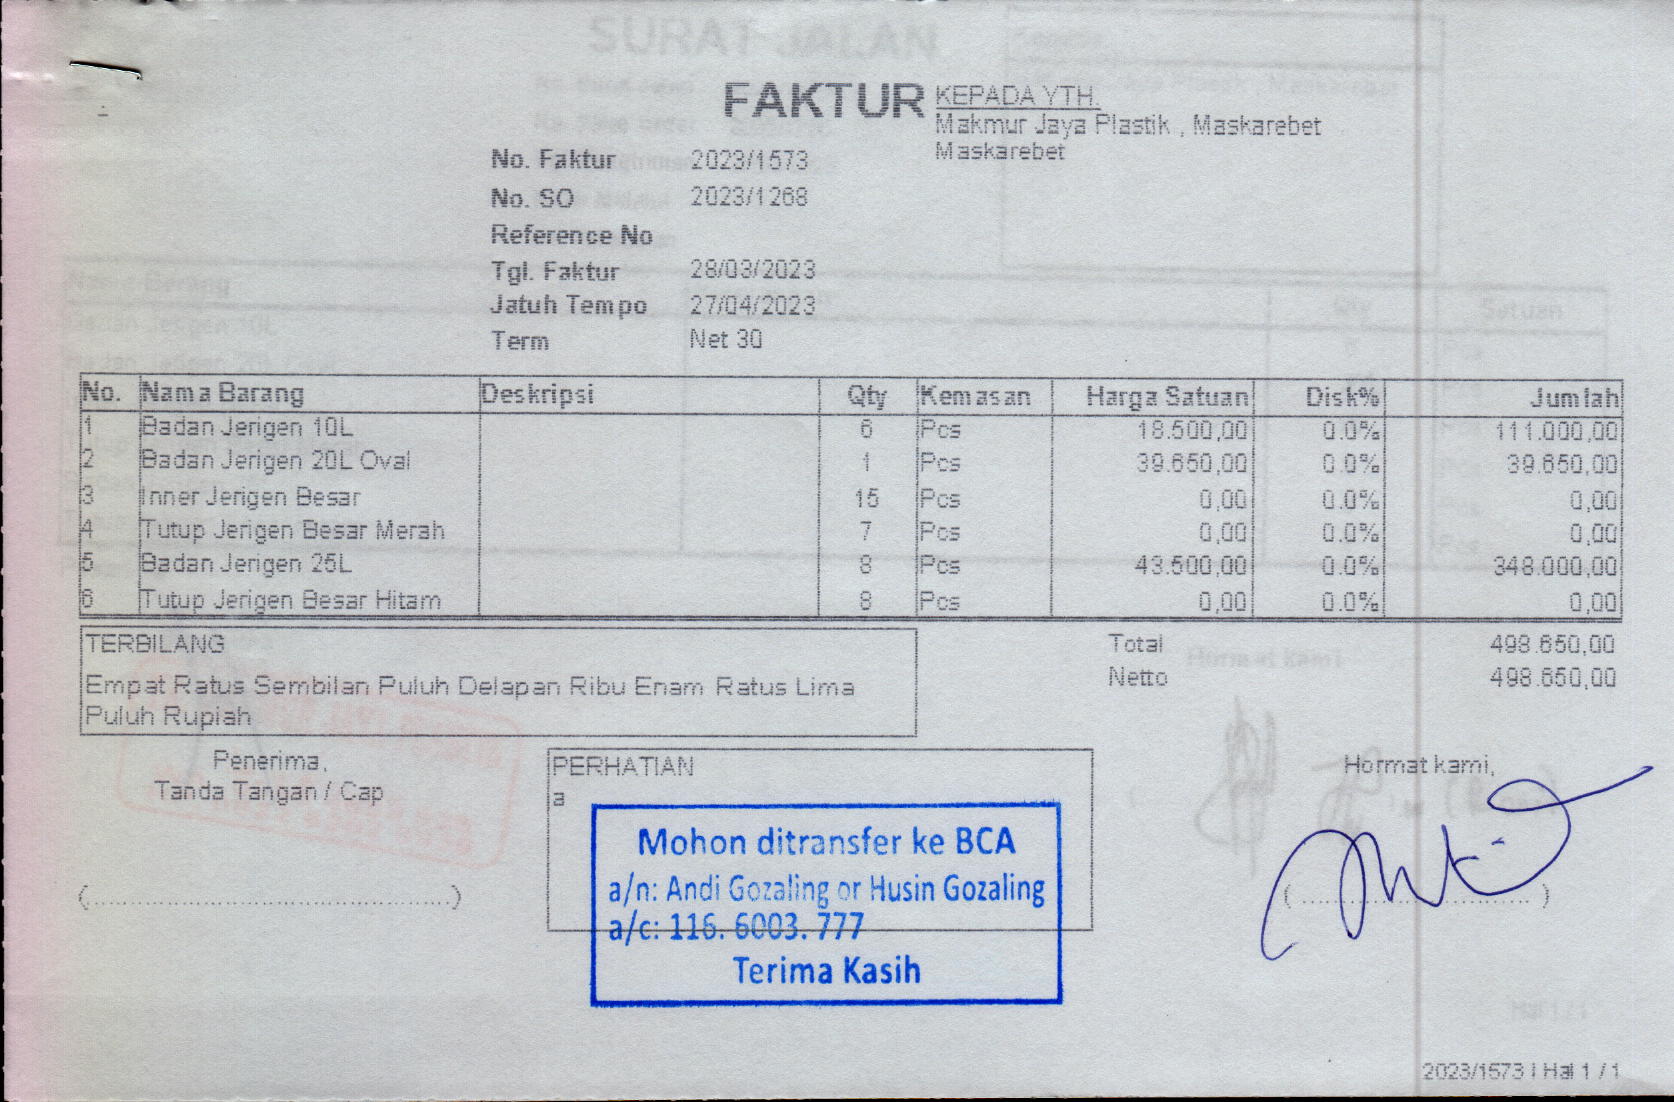 FAKTUR
KEPADA YTH.
Makmur Jaya Plastik , Maskarebet
Maskarebet
No. Faktur 2023/1573
No. SO 2023/1268
Reference No
Tgl. Faktur 28/03/2023
Jatuh Tempo 27/04/2023
Term Net 30
No. Nama Barang Deskripsi Qty Kemasan Harga Satuan Disk% Jumlah
1 Badan Jerigen 10L 6 Pcs 18.500,00 0.0% 111.000,00
2 Badan Jerigen 20L Oval 1 Pcs 39.650,00 0.0% 39.650,00
3 Inner Jerigen Besar 15 Pcs 0,00 0.0% 0,00
4 Tutup Jerigen Besar Merah 7 Pcs 0,00 0.0% 0,00
5 Badan Jerigen 25L 8 Pcs 43.500,00 0.0% 348.000,00
6 Tutup Jerigen Besar Hitam 8 Pcs 0,00 0.0% 0,00
TERBILANG
Empat Ratus Sembilan Puluh Delapan Ribu Enam Ratus Lima
Puluh Rupiah
Total 498.650,00
Netto 498.650,00
Penerima,
Tanda Tangan / Cap
(..........................................)
PERHATIAN
a
Mohon ditransfer ke BCA
a/n: Andi Gozaling or Husin Gozaling
a/c: 116. 6003. 777
Terima Kasih
Hormat kami,
(..........................)
2023/1573 | Hal 1 / 1
SURAT JALAN
Nama Barang
Qty
Satuan
Hormat kami